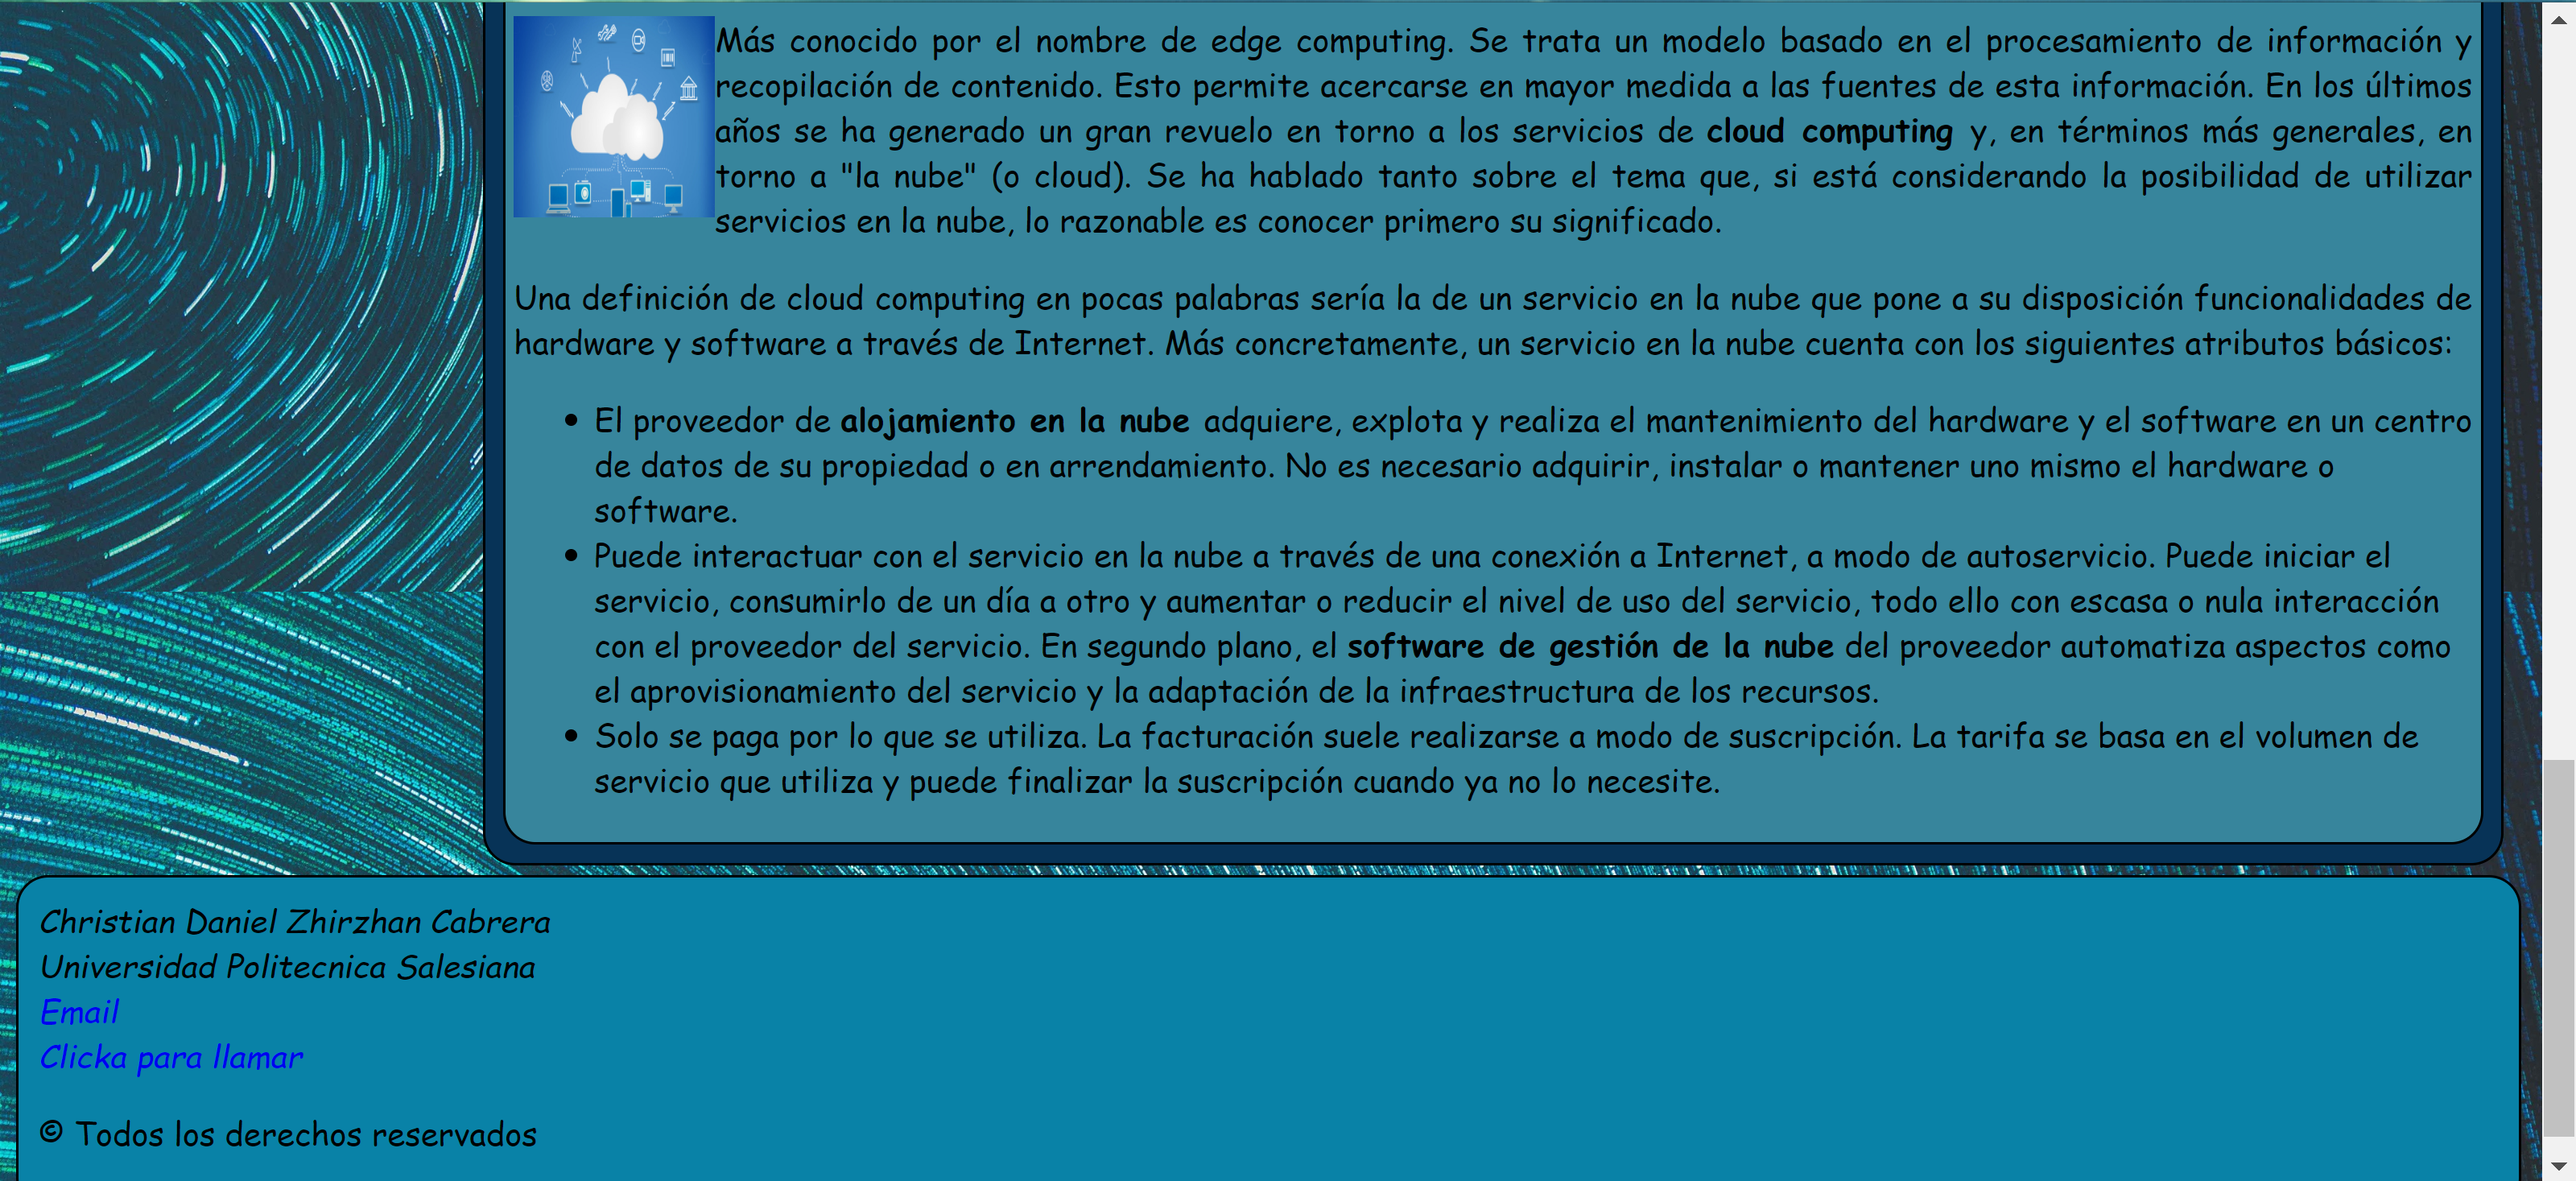 Más conocido por el nombre de edge computing. Se trata un modelo basado en el procesamiento de información y
recopilación de contenido. Esto permite acercarse en mayor medida a las fuentes de esta información. En los últimos
años se ha generado un gran revuelo en torno a los servicios de cloud computing y, en términos más generales, en
torno a "la nube" (o cloud). Se ha hablado tanto sobre el tema que, si está considerando la posibilidad de utilizar
servicios en la nube, lo razonable es conocer primero su significado.
Una definición de cloud computing en pocas palabras sería la de un servicio en la nube que pone a su disposición funcionalidades de
hardware y software a través de Internet. Más concretamente, un servicio en la nube cuenta con los siguientes atributos básicos:
• El proveedor de alojamiento en la nube adquiere, explota y realiza el mantenimiento del hardware y el software en un centro
de datos de su propiedad o en arrendamiento. No es necesario adquirir, instalar o mantener uno mismo el hardware o
software.
• Puede interactuar con el servicio en la nube a través de una conexión a Internet, a modo de autoservicio. Puede iniciar el
servicio, consumirlo de un día a otro y aumentar o reducir el nivel de uso del servicio, todo ello con escasa o nula interacción
con el proveedor del servicio. En segundo plano, el software de gestión de la nube del proveedor automatiza aspectos como
el aprovisionamiento del servicio y la adaptación de la infraestructura de los recursos.
• Solo se paga por lo que se utiliza. La facturación suele realizarse a modo de suscripción. La tarifa se basa en el volumen de
servicio que utiliza y puede finalizar la suscripción cuando ya no lo necesite.
Christian Daniel Zhirzhan Cabrera
Universidad Politecnica Salesiana
Email
Clicka para llamar
© Todos los derechos reservados